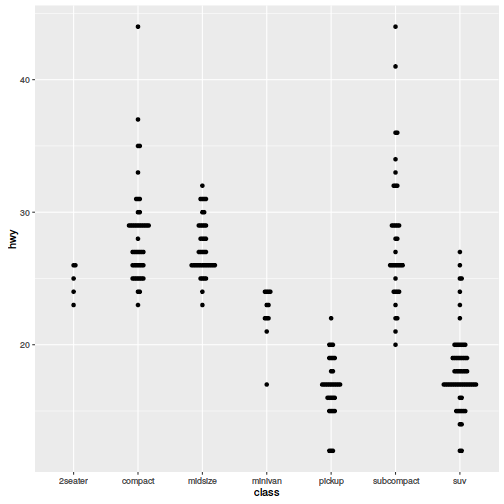 40
30
20
hwy
2seater compact midsize minivan pickup subcompact suv
class